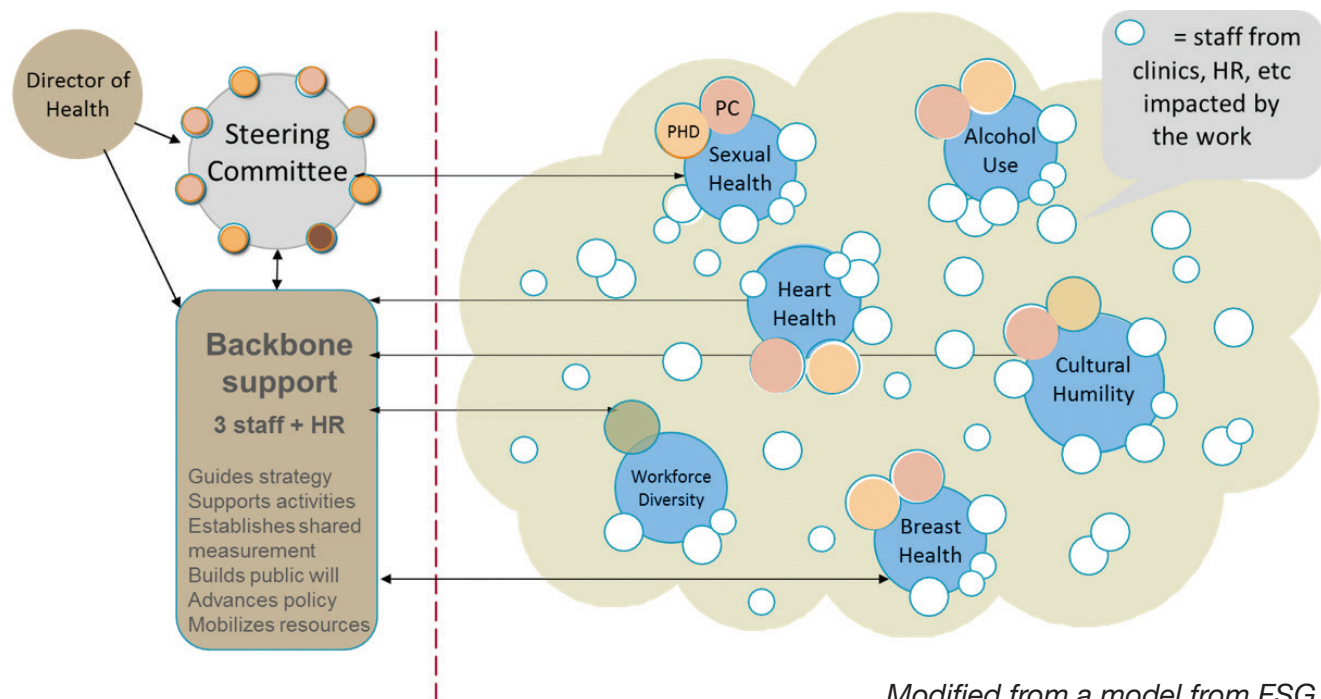 Director of
Health
Steering
Committee
Backbone
support
3 staff + HR
Guides strategy
Supports activities
Establishes shared
measurement
Builds public will
Advances policy
Mobilizes resources
PHD
PC
Sexual
Health
Alcohol
Use
= staff from
clinics, HR, etc
impacted by
the work
Heart
Health
Cultural
Humility
Workforce
Diversity
Breast
Health
Modified from a model from FSG